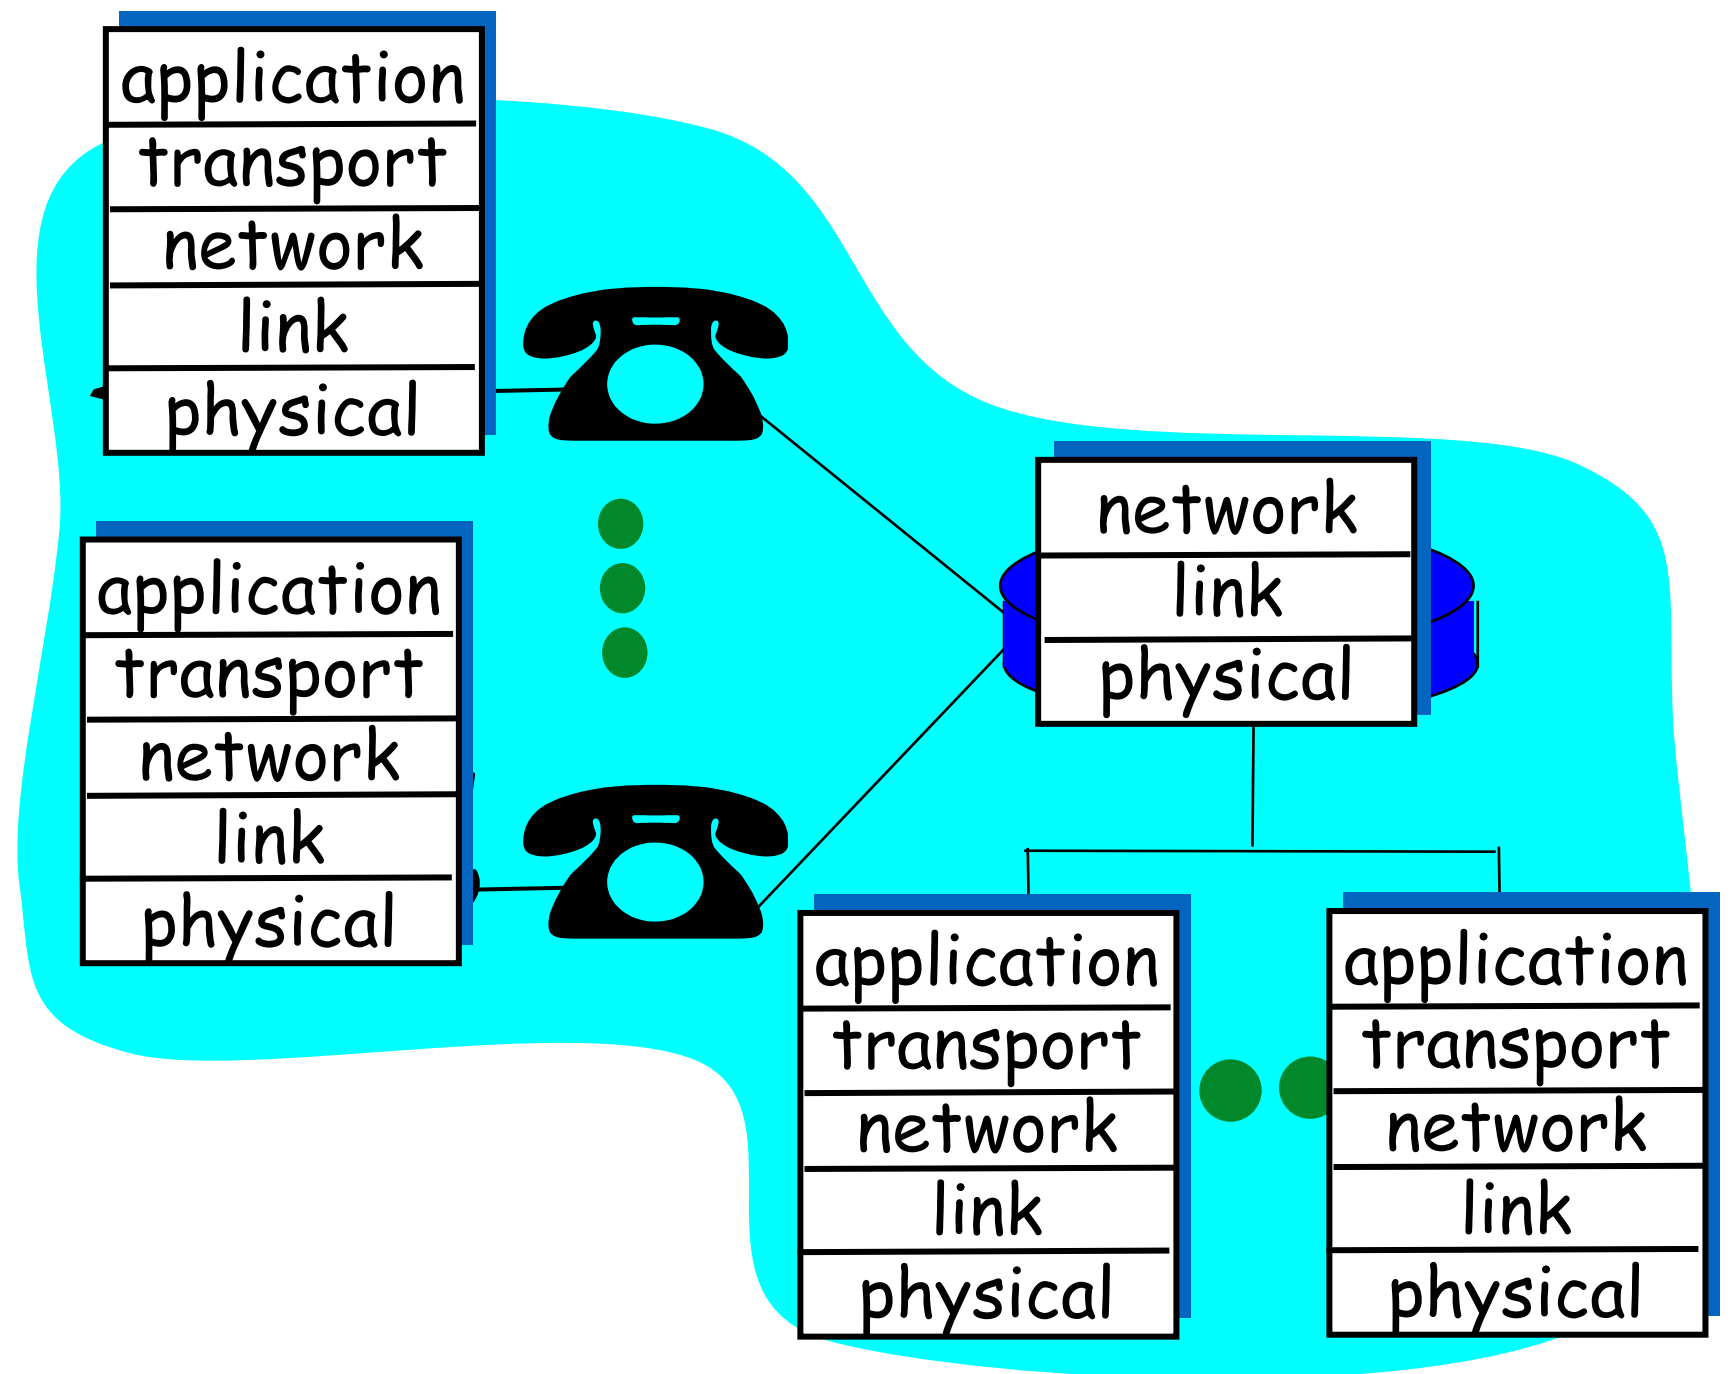 application
transport
network
link
physical
application
transport
network
link
physical
network
link
physical
application
transport
network
link
physical
application
transport
network
link
physical